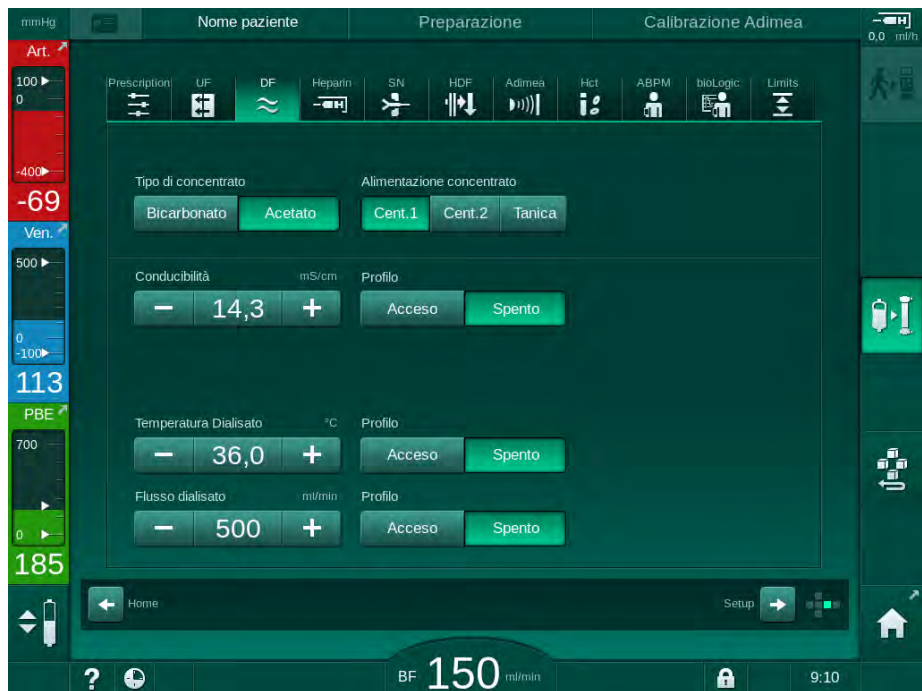 mmHg
Nome paziente
Preparazione
Calibrazione Adimea
0,0 ml/h
Art.
100
0
-400
-69
Ven.
500
0
-100
113
PBE
700
0
185
Prescription UF DF Heparin SN HDF Adimea Hct ABPM bioLogic Limits
Tipo di concentrato
Alimentazione concentrato
Bicarbonato Acetato
Cent.1 Cent.2 Tanica
Conducibilità mS/cm
Profilo
− 14,3 +
Acceso Spento
Temperatura Dialisato °C
Profilo
− 36,0 +
Acceso Spento
Flusso dialisato ml/min
Profilo
− 500 +
Acceso Spento
Home
Setup
? BF 150 ml/min 9:10